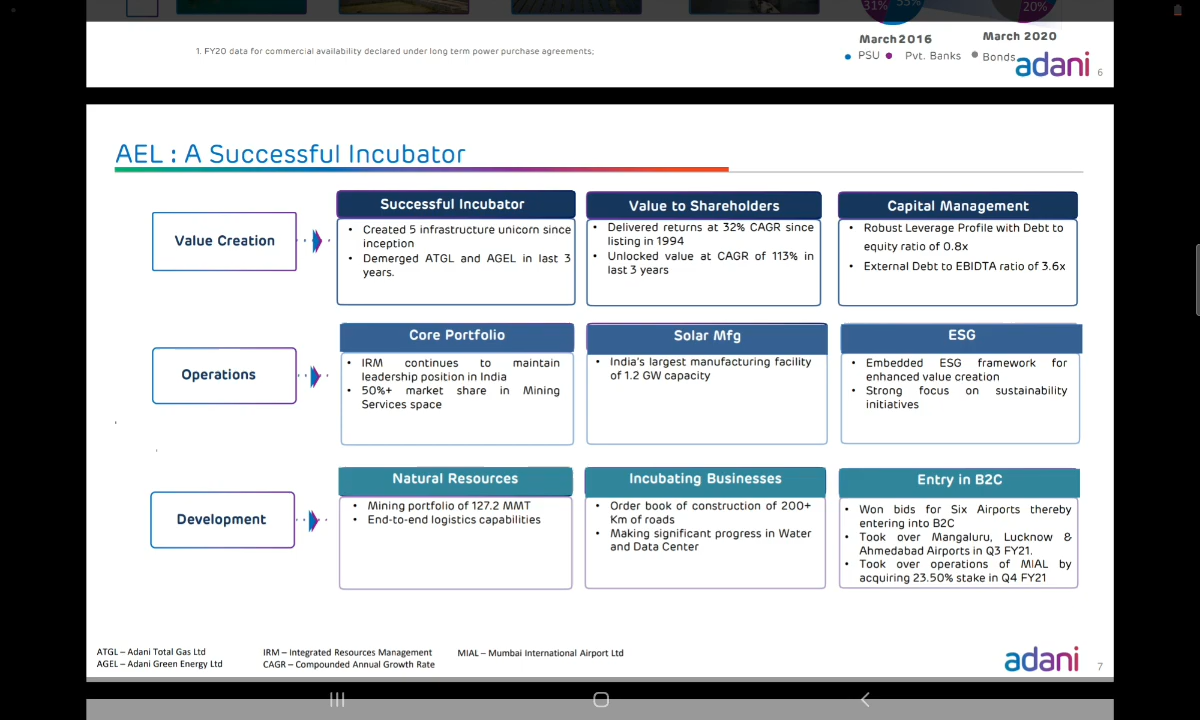 31%
33%
20%
March 2016
March 2020
PSU
Pvt. Banks
Bonds
1. FY20 data for commercial availability declared under long term power purchase agreements;
adani
6
AEL : A Successful Incubator
Value Creation
Successful Incubator
• Created 5 infrastructure unicorn since
inception
• Demerged ATGL and AGEL in last 3
years.
Value to Shareholders
• Delivered returns at 32% CAGR since
listing in 1994
• Unlocked value at CAGR of 113% in
last 3 years
Capital Management
• Robust Leverage Profile with Debt to
equity ratio of 0.8x
• External Debt to EBIDTA ratio of 3.6x
Operations
Core Portfolio
• IRM continues to maintain
leadership position in India
• 50%+ market share in Mining
Services space
Solar Mfg
• India's largest manufacturing facility
of 1.2 GW capacity
ESG
• Embedded ESG framework for
enhanced value creation
• Strong focus on sustainability
initiatives
Development
Natural Resources
• Mining portfolio of 127.2 MMT
• End-to-end logistics capabilities
Incubating Businesses
• Order book of construction of 200+
Km of roads
• Making significant progress in Water
and Data Center
Entry in B2C
• Won bids for Six Airports thereby
entering into B2C
• Took over Mangaluru, Lucknow &
Ahmedabad Airports in Q3 FY21.
• Took over operations of MIAL by
acquiring 23.50% stake in Q4 FY21
ATGL – Adani Total Gas Ltd
AGEL – Adani Green Energy Ltd
IRM – Integrated Resources Management
CAGR – Compounded Annual Growth Rate
MIAL – Mumbai International Airport Ltd
adani
7